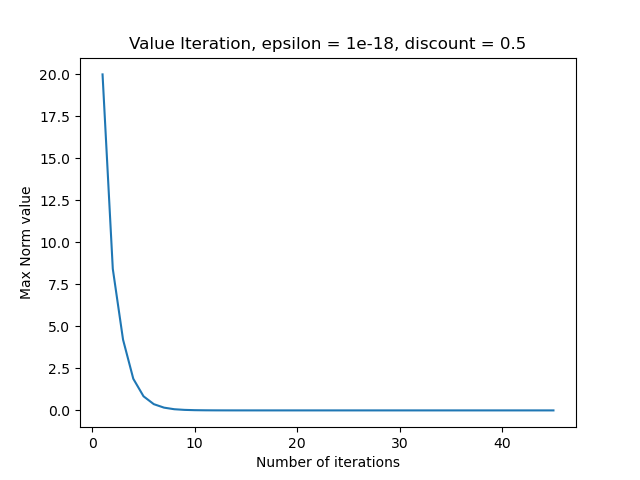 Value Iteration, epsilon = 1e-18, discount = 0.5
20.0
17.5
15.0
12.5
10.0
7.5
5.0
2.5
0.0
Max Norm value
0 10 20 30 40
Number of iterations